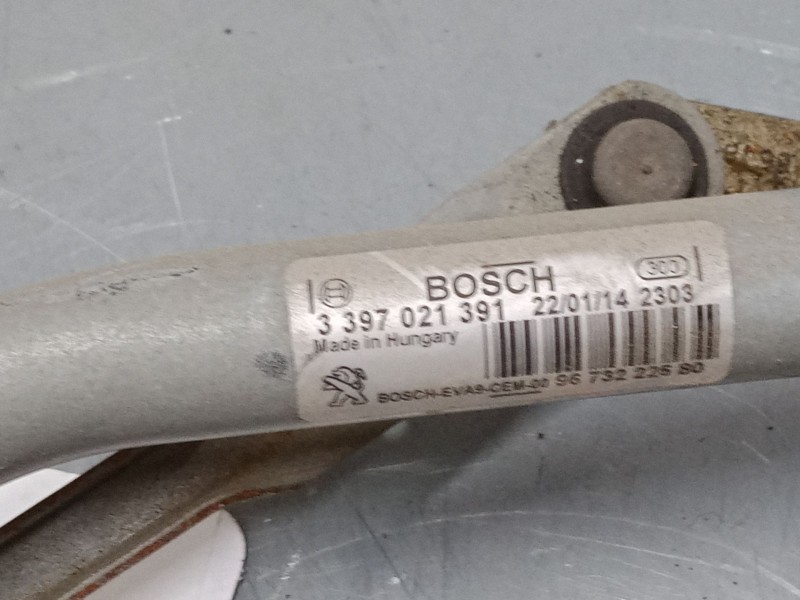 BOSCH 303
3 397 021 391 22/01/14 2303
Made in Hungary
BOSCH-EVA9-CEM-00 96 732 225 80